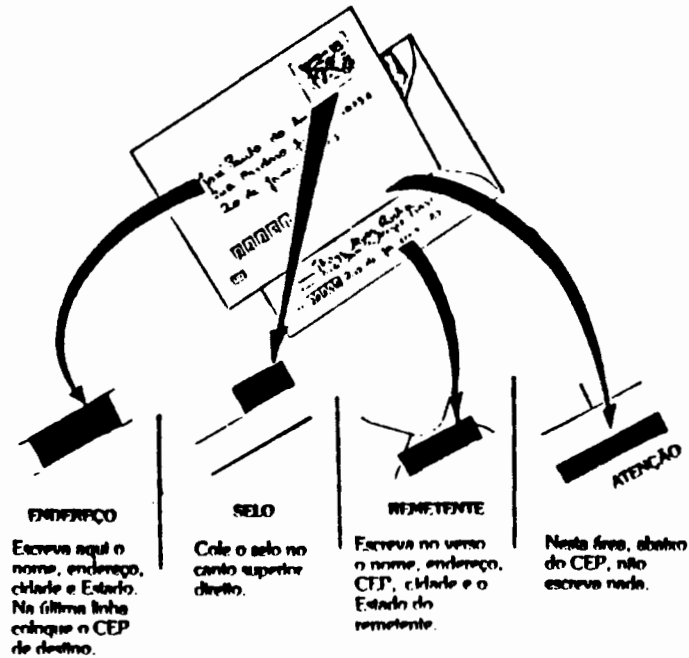 Rio de
ENDEREÇO
Escreva aqui o
nome, endereço,
cidade e Estado.
Na última linha
coloque o CEP
de destino.
SELO
Cole o selo no
canto superior
direito.
REMETENTE
Escreva no verso
o nome, endereço,
CEP, cidade e o
Estado do
remetente.
ATENÇÃO
Nesta área, abaixo
do CEP, não
escreva nada.